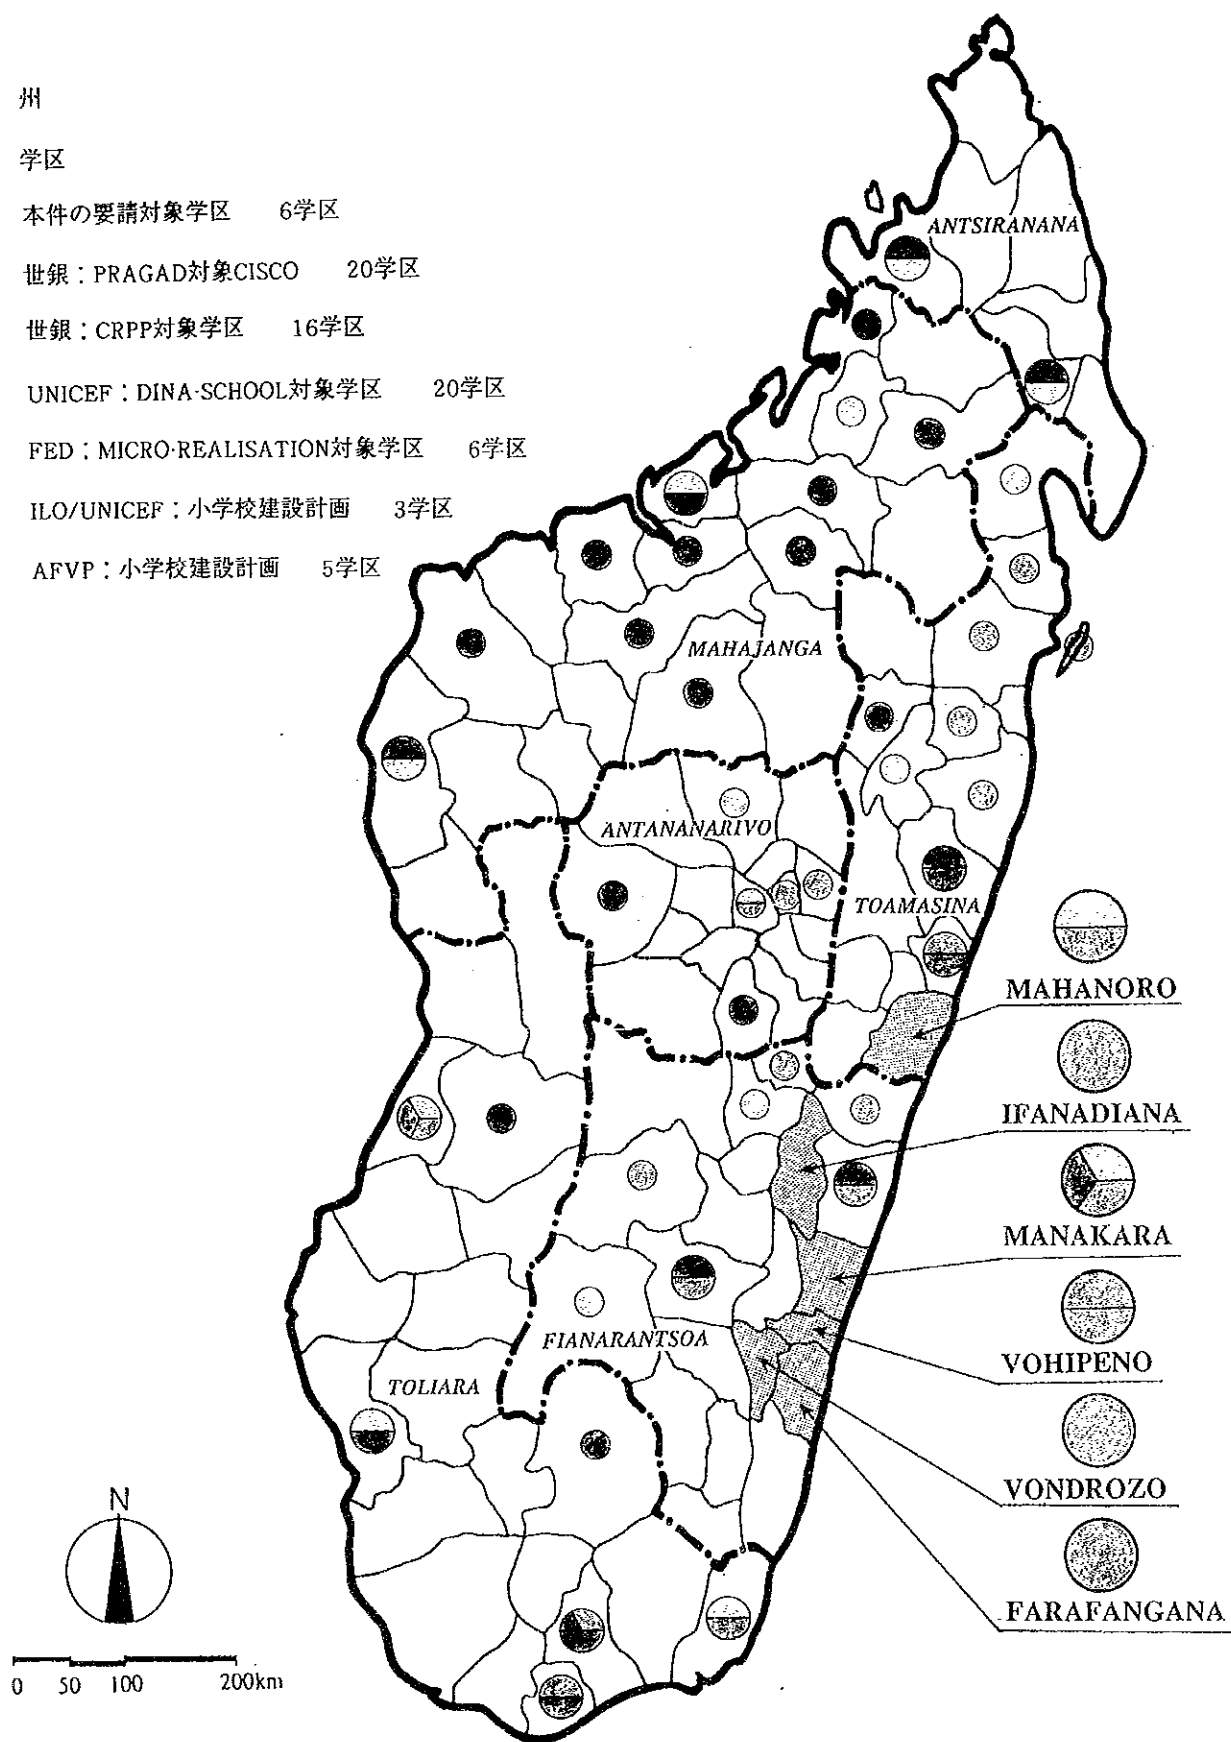 州
学区
本件の要請対象学区 6学区
世銀：PRAGAD対象CISCO 20学区
世銀：CRPP対象学区 16学区
UNICEF：DINA-SCHOOL対象学区 20学区
FED：MICRO-REALISATION対象学区 6学区
ILO/UNICEF：小学校建設計画 3学区
AFVP：小学校建設計画 5学区
ANTSIRANANA
MAHAJANGA
ANTANANARIVO
TOAMASINA
MAHANORO
IFANADIANA
MANAKARA
FIANARANTSOA
VOHIPENO
TOLIARA
VONDROZO
FARAFANGANA
N
0 50 100 200km